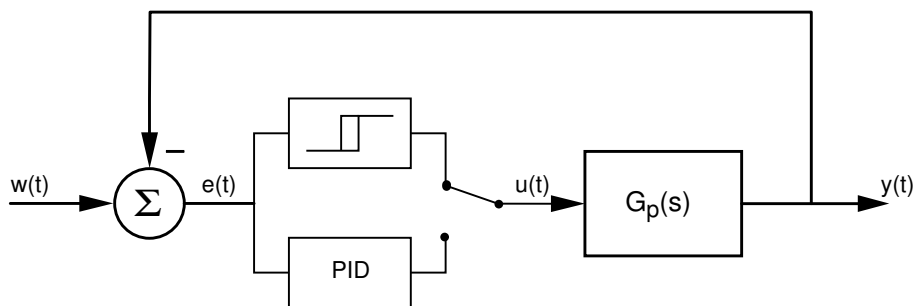 w(t)
−
Σ
e(t)
PID
u(t)
Gp(s)
y(t)